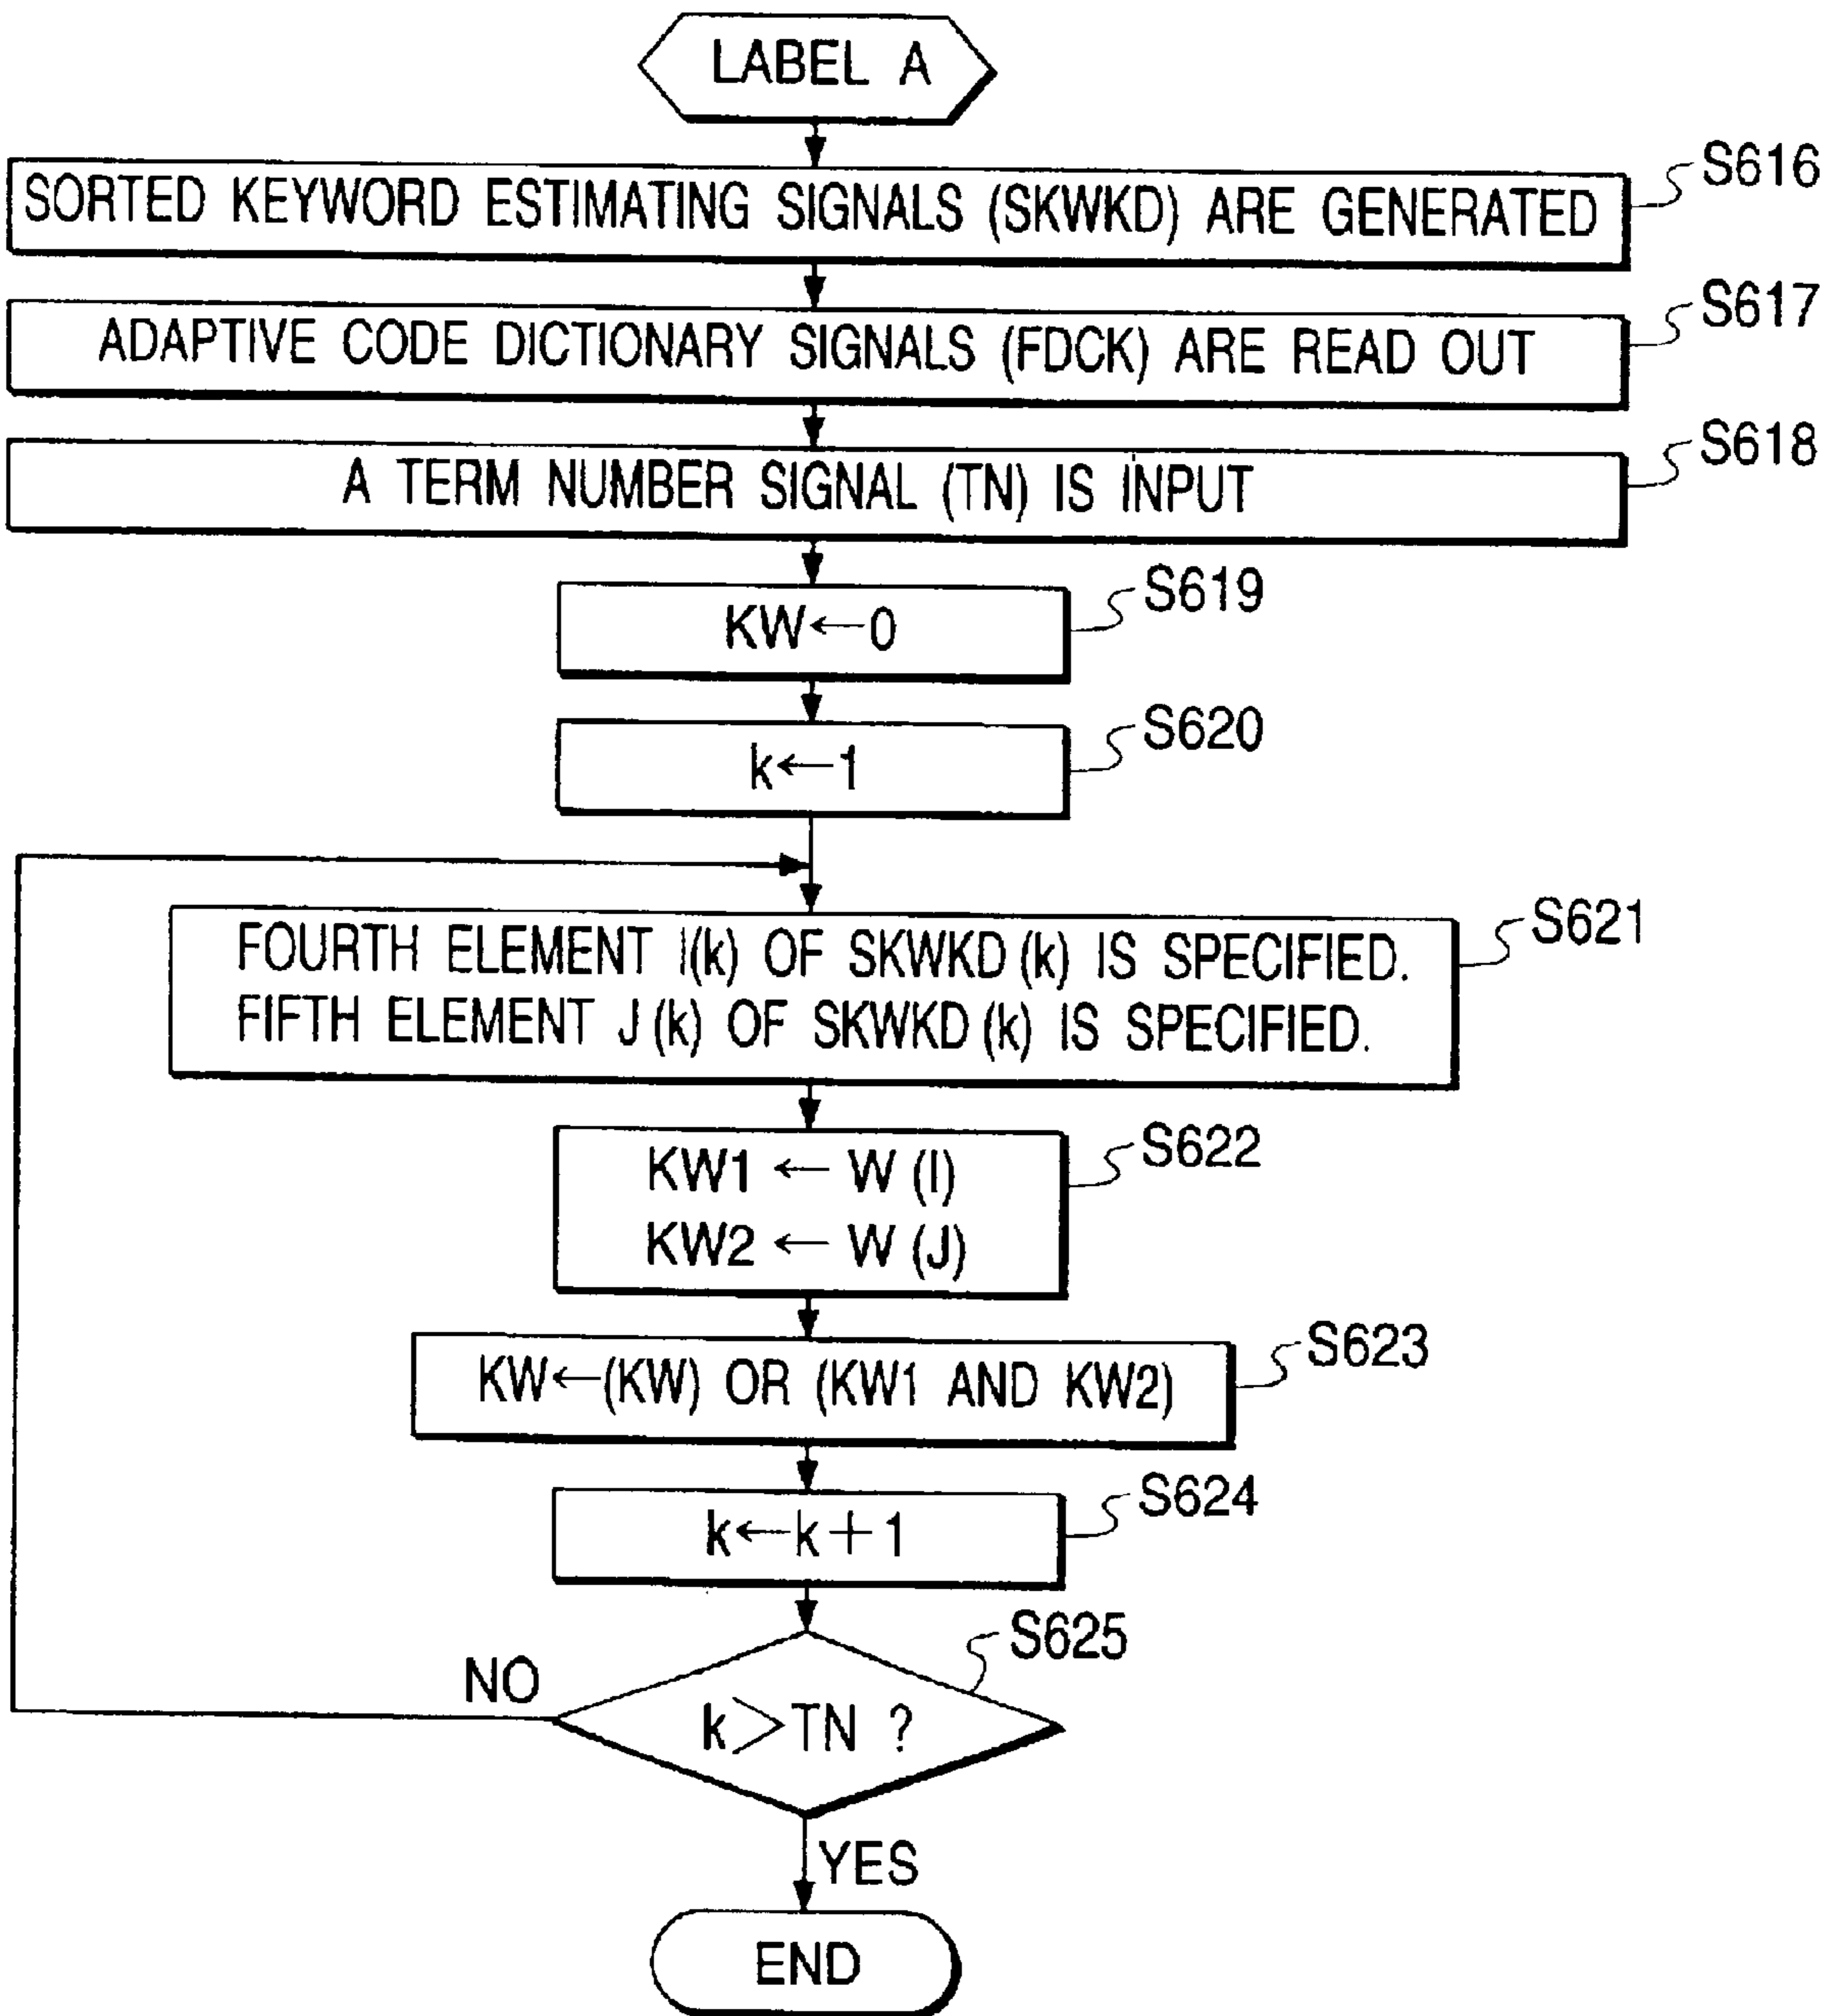 LABEL A
SORTED KEYWORD ESTIMATING SIGNALS (SKWKD) ARE GENERATED
S616
ADAPTIVE CODE DICTIONARY SIGNALS (FDCK) ARE READ OUT
S617
A TERM NUMBER SIGNAL (TN) IS INPUT
S618
KW←0
S619
k←1
S620
FOURTH ELEMENT I(k) OF SKWKD (k) IS SPECIFIED.
FIFTH ELEMENT J (k) OF SKWKD (k) IS SPECIFIED.
S621
KW1 ← W (I)
KW2 ← W (J)
S622
KW←(KW) OR (KW1 AND KW2)
S623
k←k+1
S624
k>TN ?
S625
NO
YES
END